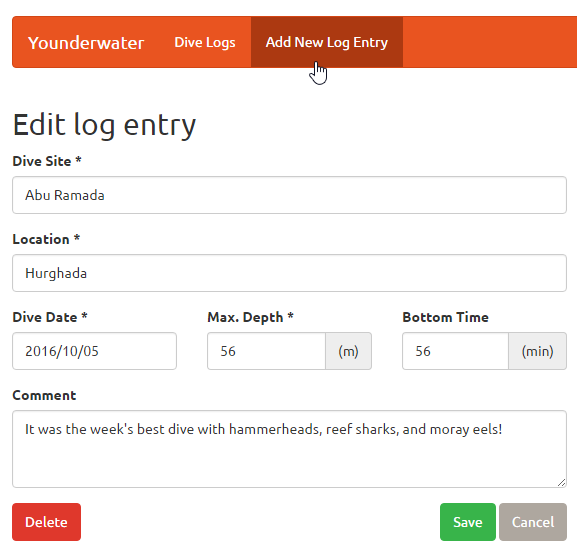 Younderwater Dive Logs Add New Log Entry
Edit log entry
Dive Site *
Abu Ramada
Location *
Hurghada
Dive Date * Max. Depth * Bottom Time
2016/10/05 56 (m) 56 (min)
Comment
It was the week's best dive with hammerheads, reef sharks, and moray eels!
Delete Save Cancel